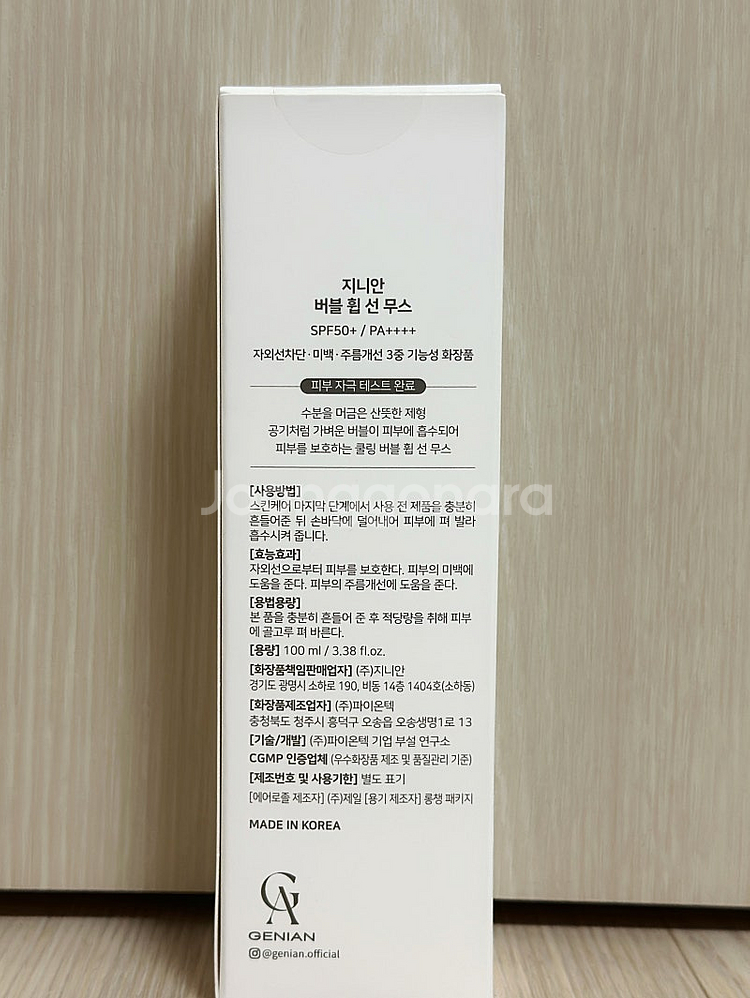 지니안
버블 휩 선 무스
SPF50+ / PA++++
자외선차단·미백·주름개선 3중 기능성 화장품
피부 자극 테스트 완료
수분을 머금은 산뜻한 제형
공기처럼 가벼운 버블이 피부에 흡수되어
피부를 보호하는 쿨링 버블 휩 선 무스
[사용방법]
Joonggonara
스킨케어 마지막 단계에서 사용 전 제품을 충분히
흔들어준 뒤 손바닥에 덜어내어 피부에 펴 발라
흡수시켜 줍니다.
[효능효과]
자외선으로부터 피부를 보호한다. 피부의 미백에
도움을 준다. 피부의 주름개선에 도움을 준다.
[용법용량]
본 품을 충분히 흔들어 준 후 적당량을 취해 피부
에 골고루 펴 바른다.
[용량] 100 ml / 3.38 fl.oz.
[화장품책임판매업자] (주)지니안
경기도 광명시 소하로 190, 비동 14층 1404호(소하동)
[화장품제조업자] (주)파이온텍
충청북도 청주시 흥덕구 오송읍 오송생명1로 13
[기술/개발] (주)파이온텍 기업 부설 연구소
CGMP 인증업체 (우수화장품 제조 및 품질관리 기준)
[제조번호 및 사용기한] 별도 표기
[에어로졸 제조자] (주)제일 [용기 제조자] 롱챙 패키지
MADE IN KOREA
GA
GENIAN
@genian.official